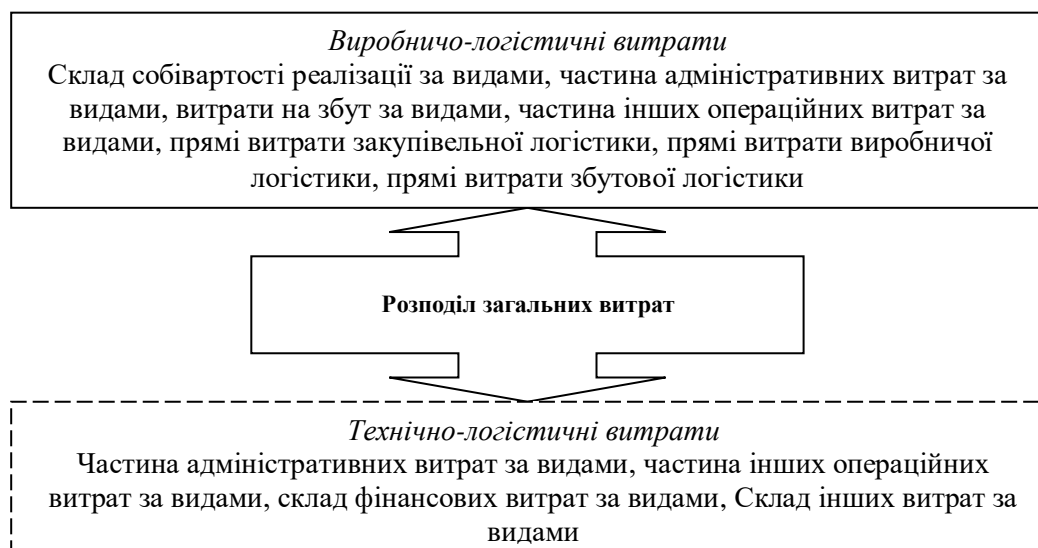 Виробничо-логістичні витрати
Склад собівартості реалізації за видами, частина адміністративних витрат за
видами, витрати на збут за видами, частина інших операційних витрат за
видами, прямі витрати закупівельної логістики, прямі витрати виробничої
логістики, прямі витрати збутової логістики
Розподіл загальних витрат
Технічно-логістичні витрати
Частина адміністративних витрат за видами, частина інших операційних
витрат за видами, склад фінансових витрат за видами, Склад інших витрат за
видами